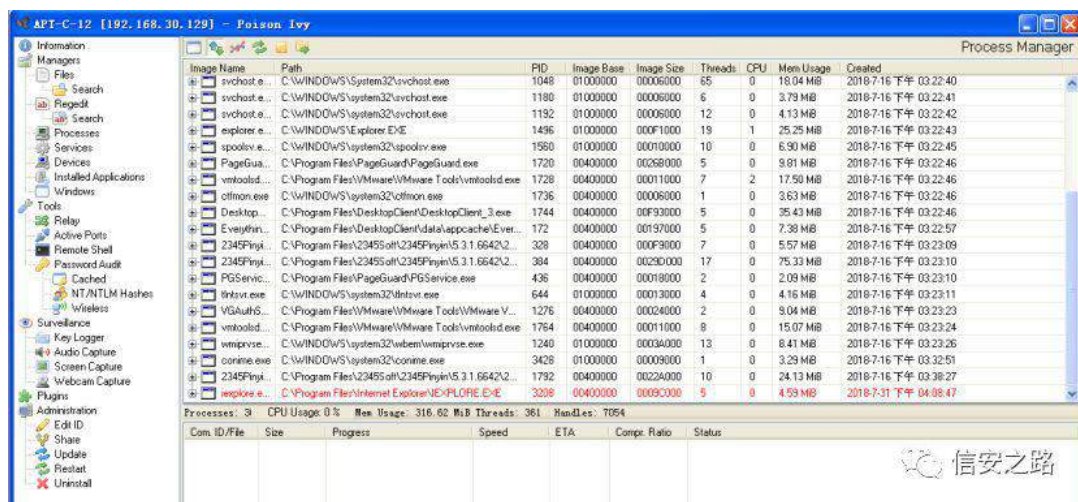 APT-C-12 [192.168.30.129] - Poison Ivy
Process Manager
Information
Managers
Files
Search
Regedit
Search
Processes
Services
Devices
Installed Applications
Windows
Tools
Relay
Active Ports
Remote Shell
Password Audit
Cached
NT/NTLM Hashes
Wireless
Surveillance
Key Logger
Audio Capture
Screen Capture
Webcam Capture
Plugins
Administration
Edit ID
Share
Update
Restart
Uninstall
Image Name Path PID Image Base Image Size Threads CPU Mem Usage Created
svchost.e... C:\WINDOWS\System32\svchost.exe 1048 01000000 00006000 65 0 18.04 MiB 2018-7-16 下午 03:22:40
svchost.e... C:\WINDOWS\system32\svchost.exe 1180 01000000 00006000 6 0 3.79 MiB 2018-7-16 下午 03:22:41
svchost.e... C:\WINDOWS\system32\svchost.exe 1192 01000000 00006000 12 0 4.13 MiB 2018-7-16 下午 03:22:42
explorer.e... C:\WINDOWS\Explorer.EXE 1496 01000000 000F1000 19 1 25.25 MiB 2018-7-16 下午 03:22:43
spoolsv.e... C:\WINDOWS\system32\spoolsv.exe 1560 01000000 00010000 10 0 6.90 MiB 2018-7-16 下午 03:22:45
PageGua... C:\Program Files\PageGuard\PageGuard.exe 1720 00400000 0026B000 5 0 9.81 MiB 2018-7-16 下午 03:22:46
vmtoolsd.... C:\Program Files\VMware\VMware Tools\vmtoolsd.exe 1728 00400000 00011000 7 2 17.50 MiB 2018-7-16 下午 03:22:46
ctfmon.exe C:\WINDOWS\system32\ctfmon.exe 1736 00400000 00006000 1 0 3.63 MiB 2018-7-16 下午 03:22:46
Desktop... C:\Program Files\DesktopClient\DesktopClient_3.exe 1744 00400000 00F93000 5 0 35.43 MiB 2018-7-16 下午 03:22:46
Everythin... C:\Program Files\DesktopClient\data\appcache\Ever... 172 00400000 00197000 5 0 7.38 MiB 2018-7-16 下午 03:22:57
2345Pinyi... C:\Program Files\2345Soft\2345Pinyin\5.3.1.6642\2... 328 00400000 000F9000 7 0 5.57 MiB 2018-7-16 下午 03:23:09
2345Pinyi... C:\Program Files\2345Soft\2345Pinyin\5.3.1.6642\2... 384 00400000 0029D000 17 0 75.33 MiB 2018-7-16 下午 03:23:10
PGServic... C:\Program Files\PageGuard\PGService.exe 436 00400000 00018000 2 0 2.09 MiB 2018-7-16 下午 03:23:10
tlntsvr.exe C:\WINDOWS\system32\tlntsvr.exe 644 01000000 00013000 4 0 4.16 MiB 2018-7-16 下午 03:23:11
VGAuthS... C:\Program Files\VMware\VMware Tools\VMware V... 1276 00400000 00024000 2 0 9.04 MiB 2018-7-16 下午 03:23:23
vmtoolsd.... C:\Program Files\VMware\VMware Tools\vmtoolsd.exe 1764 00400000 00011000 8 0 15.07 MiB 2018-7-16 下午 03:23:24
wmiprvse.... C:\WINDOWS\system32\wbem\wmiprvse.exe 1240 01000000 0003A000 13 0 8.41 MiB 2018-7-16 下午 03:23:26
conime.exe C:\WINDOWS\system32\conime.exe 3428 01000000 00009000 1 0 3.29 MiB 2018-7-16 下午 03:32:51
2345Pinyi... C:\Program Files\2345Soft\2345Pinyin\5.3.1.6642\2... 1792 00400000 0022A000 10 0 24.13 MiB 2018-7-16 下午 03:38:27
iexplore.e... C:\Program Files\Internet Explorer\IEXPLORE.EXE 3208 00400000 0009C000 5 0 4.59 MiB 2018-7-31 下午 04:08:47
Processes: 3 CPU Usage: 0 % Mem Usage: 316.62 MiB Threads: 361 Handles: 7054
Com. ID/File Size Progress Speed ETA Compr. Ratio Status
信安之路